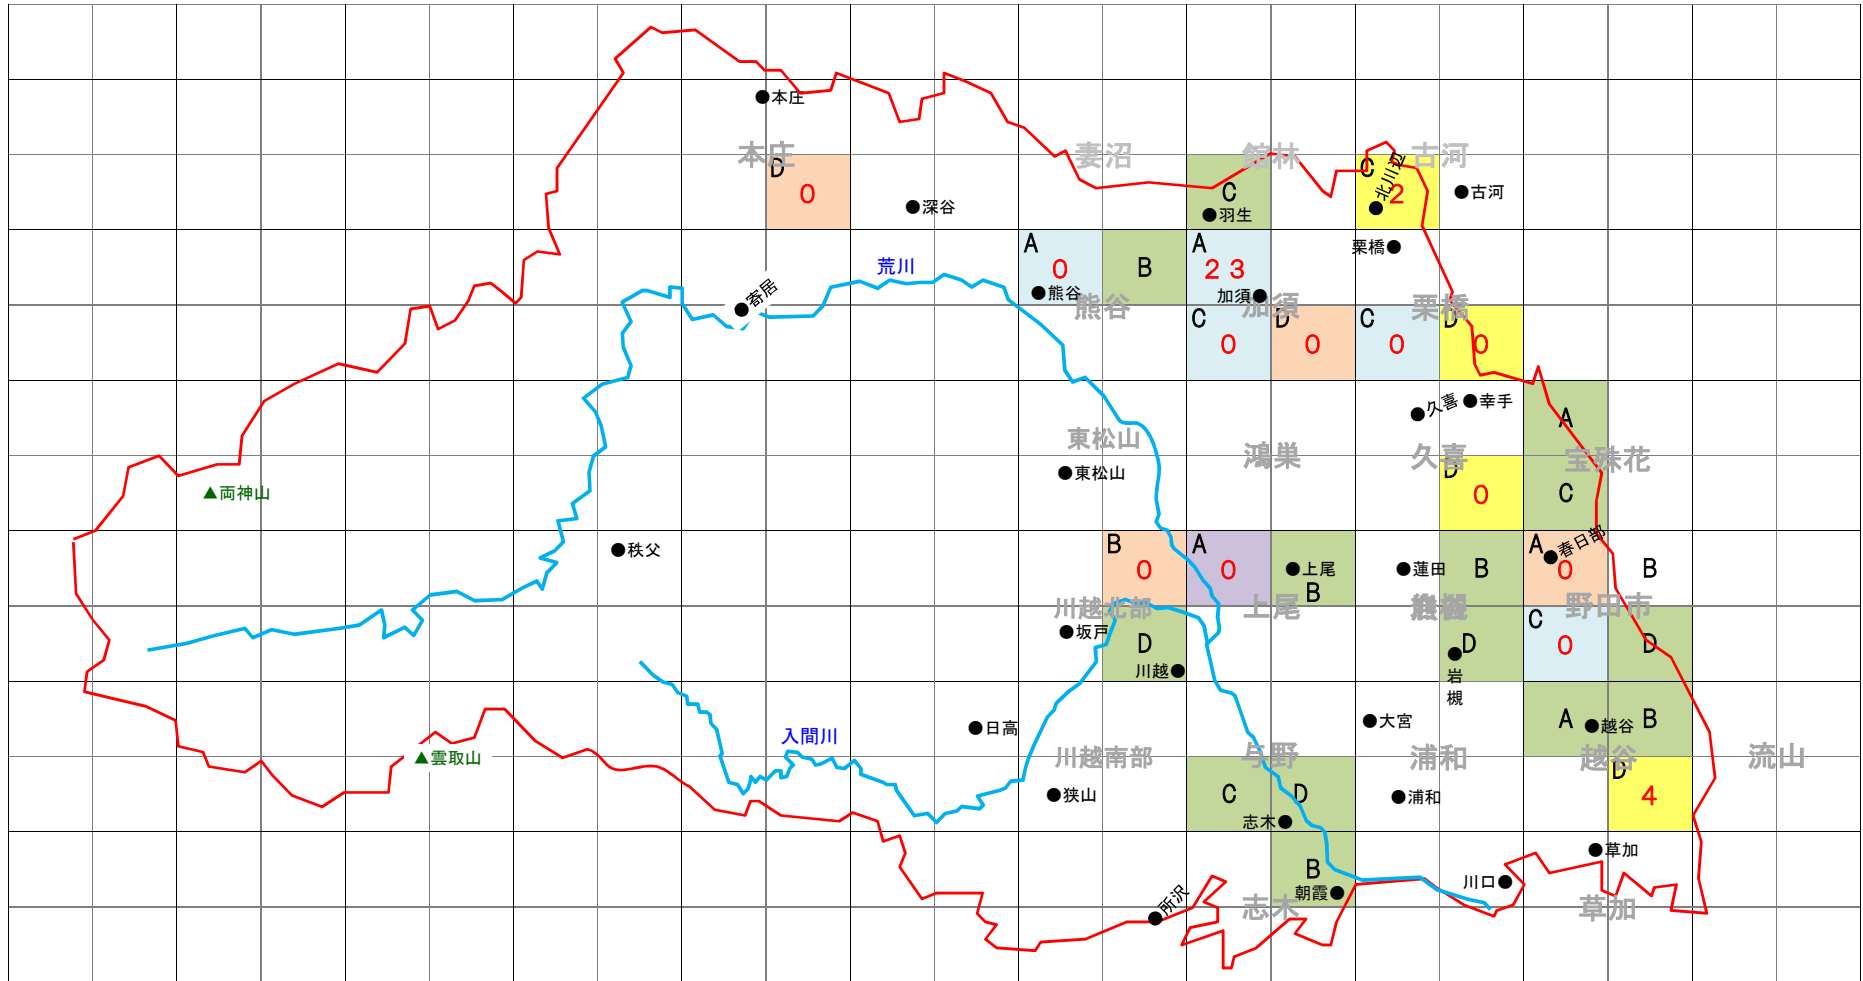 本庄
本庄
妻沼
館林
古河
D
0
深谷
C
羽生
C
2
北川辺
古河
栗橋
荒川
A
0
熊谷
B
A
23
加須
寄居
熊谷
加須
栗橋
C
0
D
0
C
0
D
0
久喜
幸手
A
東松山
鴻巣
久喜
宝珠花
東松山
D
0
C
▲両神山
秩父
B
0
A
0
上尾
B
蓮田
B
A
0
春日部
B
川越北部
上尾
野田市
坂戸
D
川越
D
岩槻
C
0
D
日高
大宮
A
越谷
B
入間川
▲雲取山
川越南部
与野
浦和
越谷
流山
狭山
C
D
志木
浦和
D
4
B
朝霞
草加
川口
所沢
志木
草加